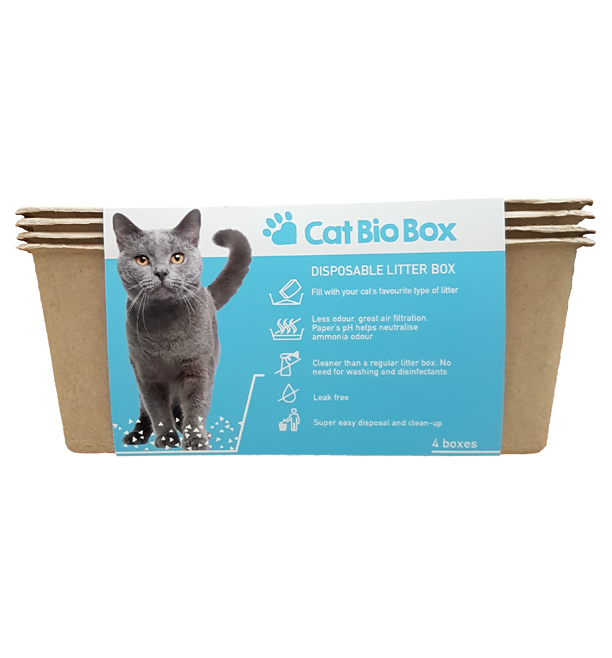 Cat Bio Box
DISPOSABLE LITTER BOX
Fill with your cat's favourite type of litter
Less odour, great air filtration.
Paper's pH helps neutralise
ammonia odour
Cleaner than a regular litter box. No
need for washing and disinfectants
Leak free
Super easy disposal and clean-up
4 boxes